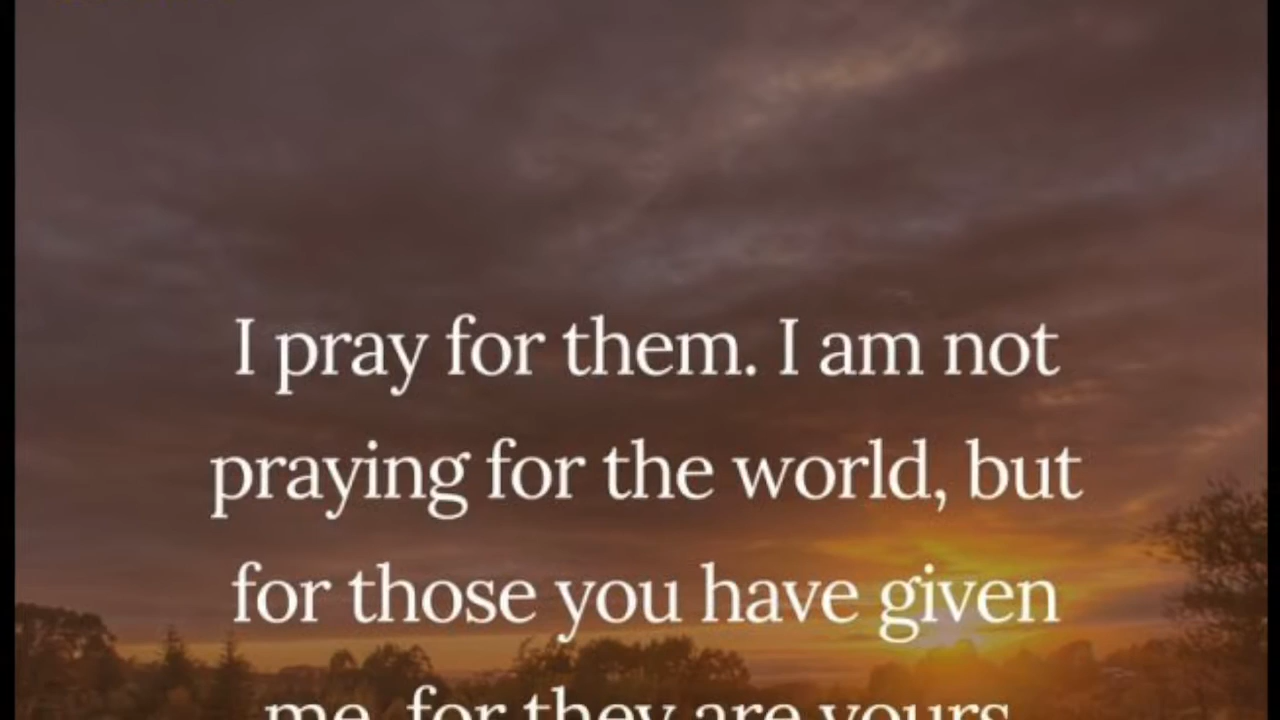 I pray for them. I am not
praying for the world, but
for those you have given
me, for they are yours